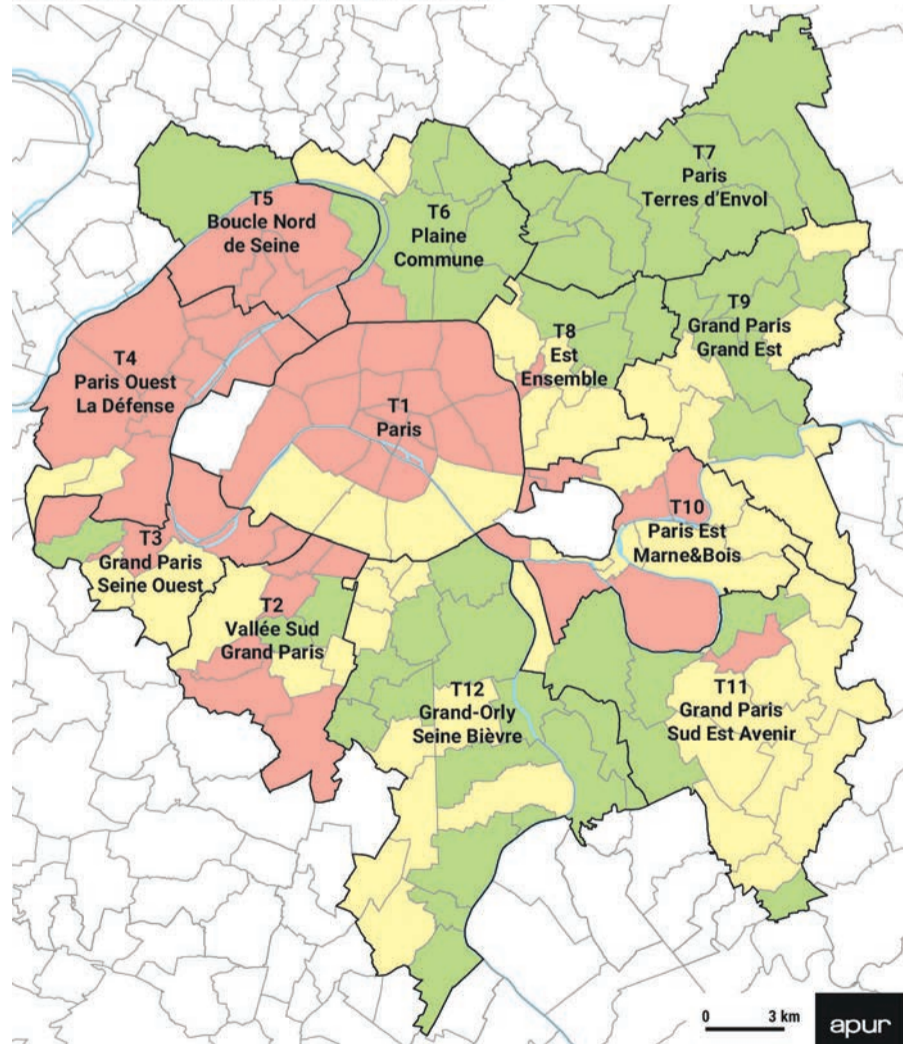 T7
Paris
Terres d’Envol
T5
Boucle Nord
de Seine
T6
Plaine
Commune
T9
Grand Paris
Grand Est
T8
Est
Ensemble
T4
Paris Ouest
La Défense
T1
Paris
T10
Paris Est
Marne&Bois
T3
Grand Paris
Seine Ouest
T2
Vallée Sud
Grand Paris
T12
Grand-Orly
Seine Bièvre
T11
Grand Paris
Sud Est Avenir
0 3 km
apur